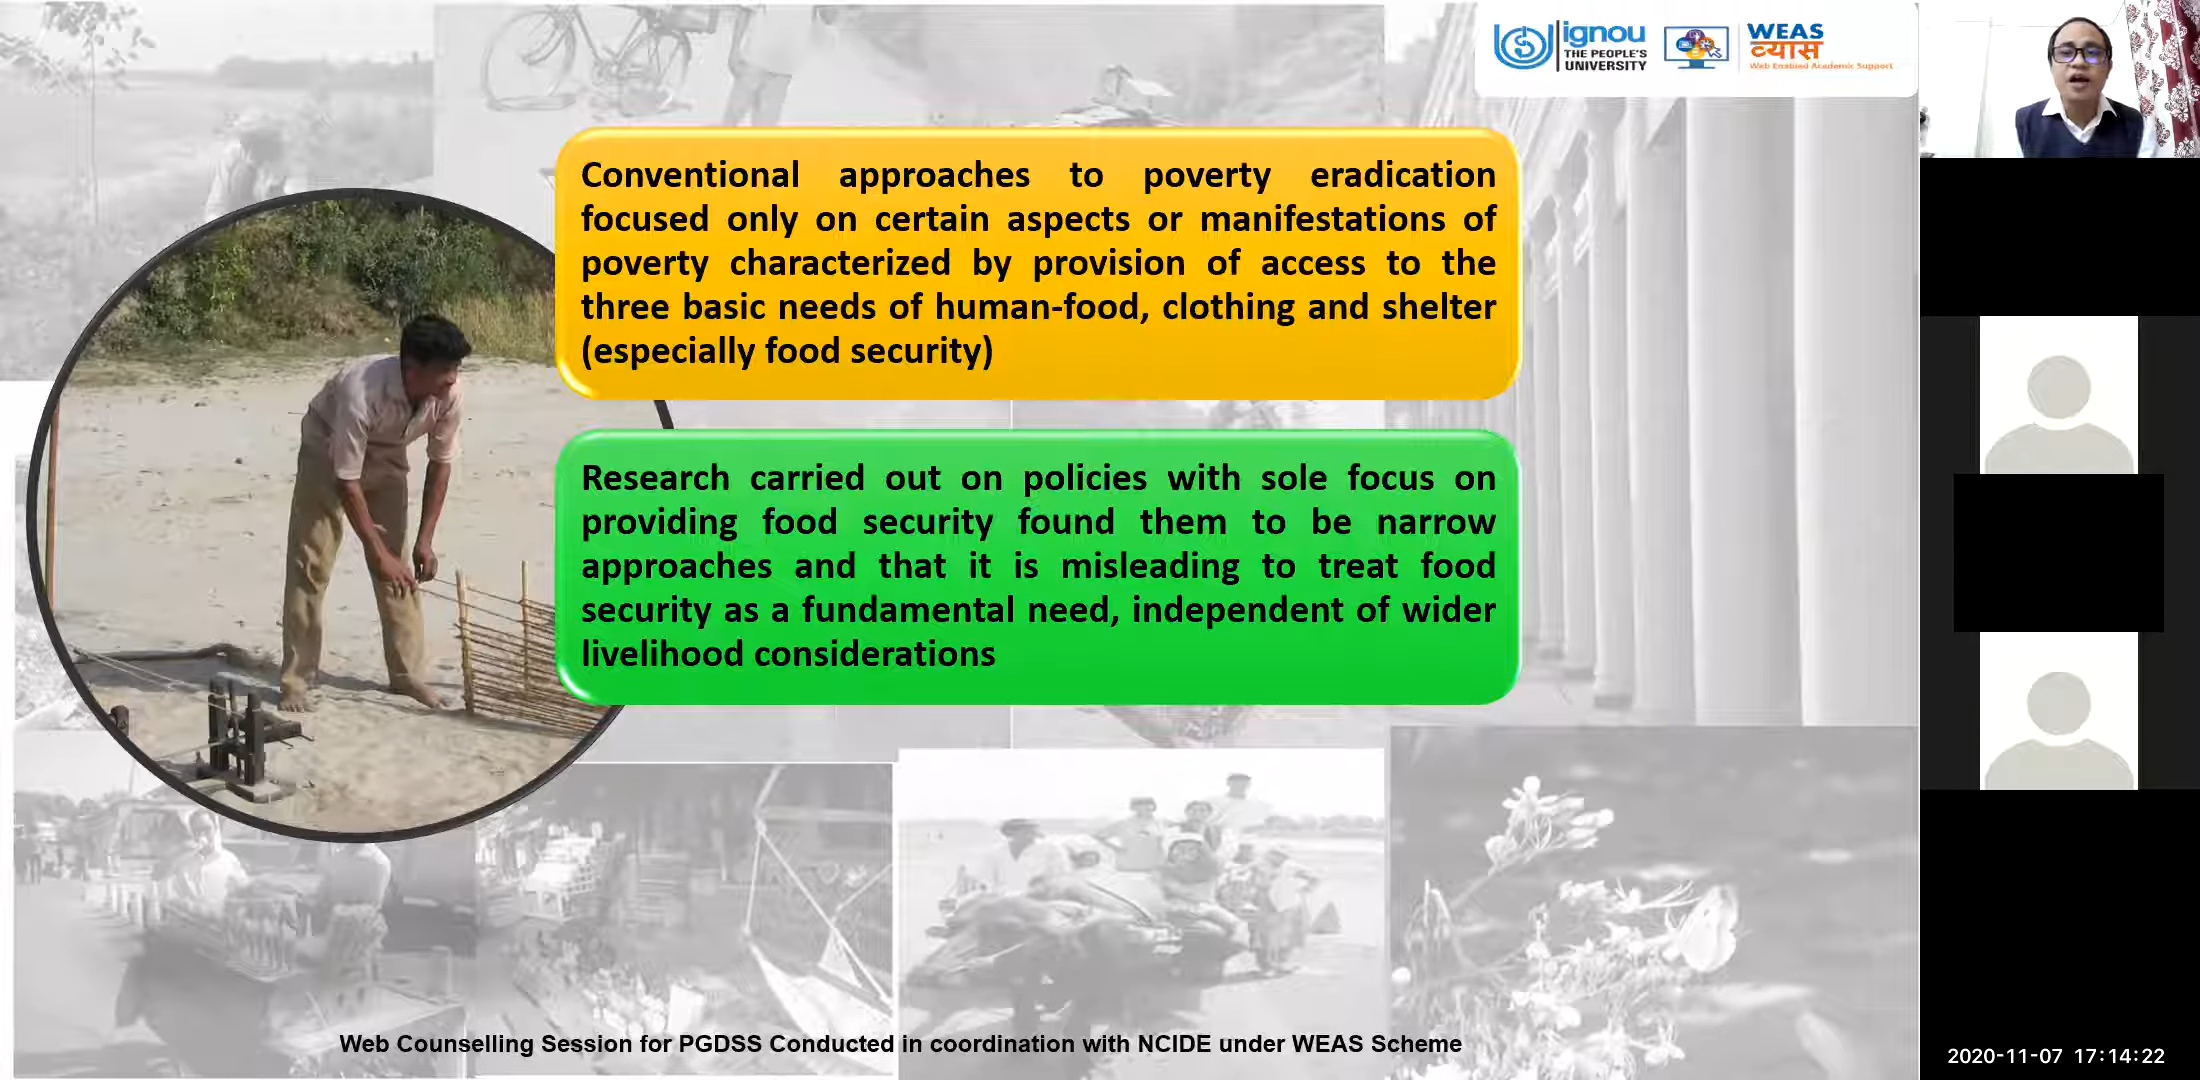 ignou
THE PEOPLE'S
UNIVERSITY
WEAS
व्यास
Web Enabled Academic Support
Conventional approaches to poverty eradication
focused only on certain aspects or manifestations of
poverty characterized by provision of access to the
three basic needs of human-food, clothing and shelter
(especially food security)
Research carried out on policies with sole focus on
providing food security found them to be narrow
approaches and that it is misleading to treat food
security as a fundamental need, independent of wider
livelihood considerations
Web Counselling Session for PGDSS Conducted in coordination with NCIDE under WEAS Scheme
2020-11-07 17:14:22